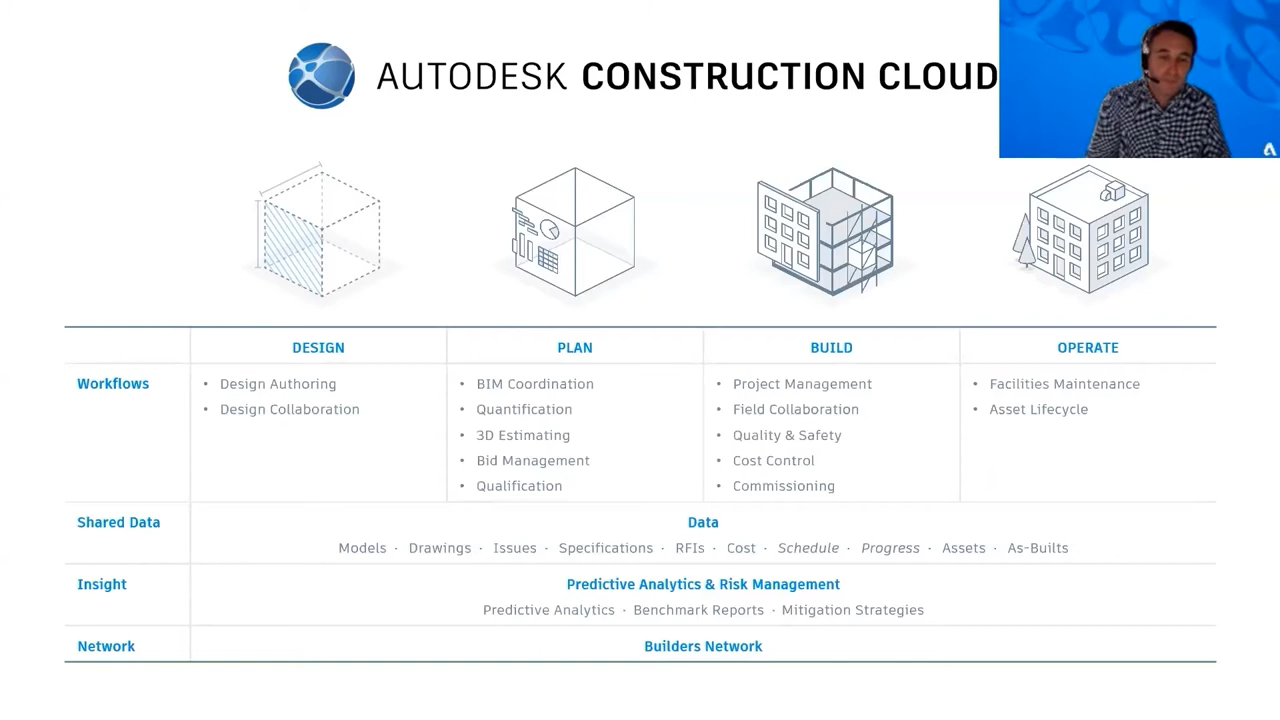 AUTODESK CONSTRUCTION CLOUD
DESIGN
PLAN
BUILD
OPERATE
Workflows
• Design Authoring
• Design Collaboration
• BIM Coordination
• Quantification
• 3D Estimating
• Bid Management
• Qualification
• Project Management
• Field Collaboration
• Quality & Safety
• Cost Control
• Commissioning
• Facilities Maintenance
• Asset Lifecycle
Shared Data
Data
Models · Drawings · Issues · Specifications · RFIs · Cost · Schedule · Progress · Assets · As-Builts
Insight
Predictive Analytics & Risk Management
Predictive Analytics · Benchmark Reports · Mitigation Strategies
Network
Builders Network